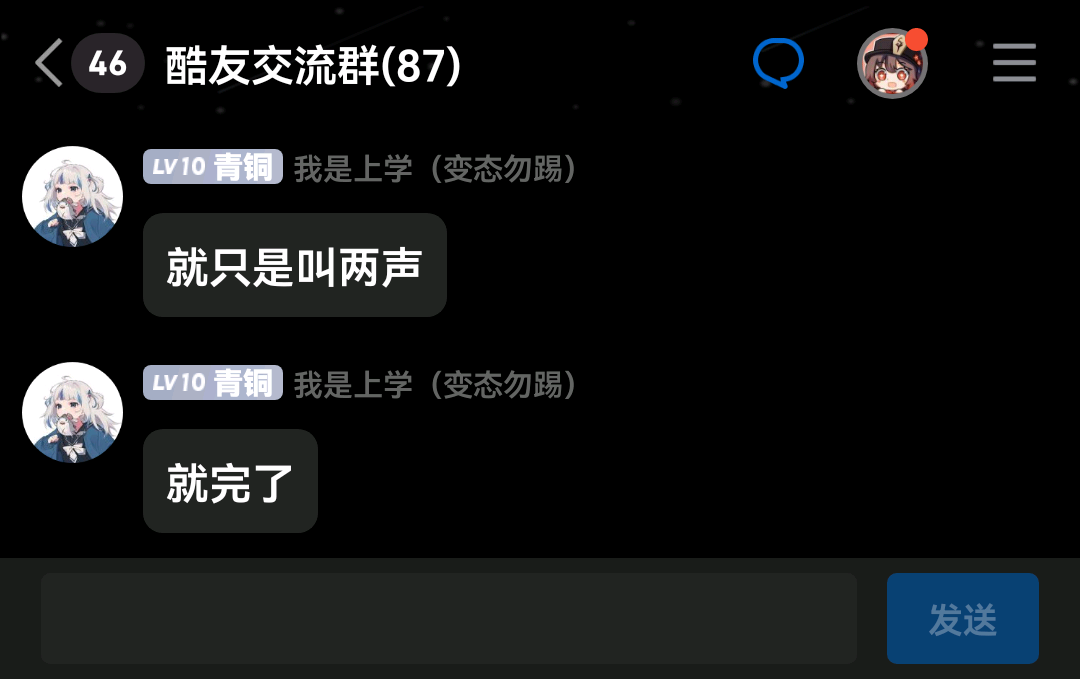 46 酷友交流群(87)
LV10 青铜 我是上学（变态勿踢）
就只是叫两声
LV10 青铜 我是上学（变态勿踢）
就完了
发送